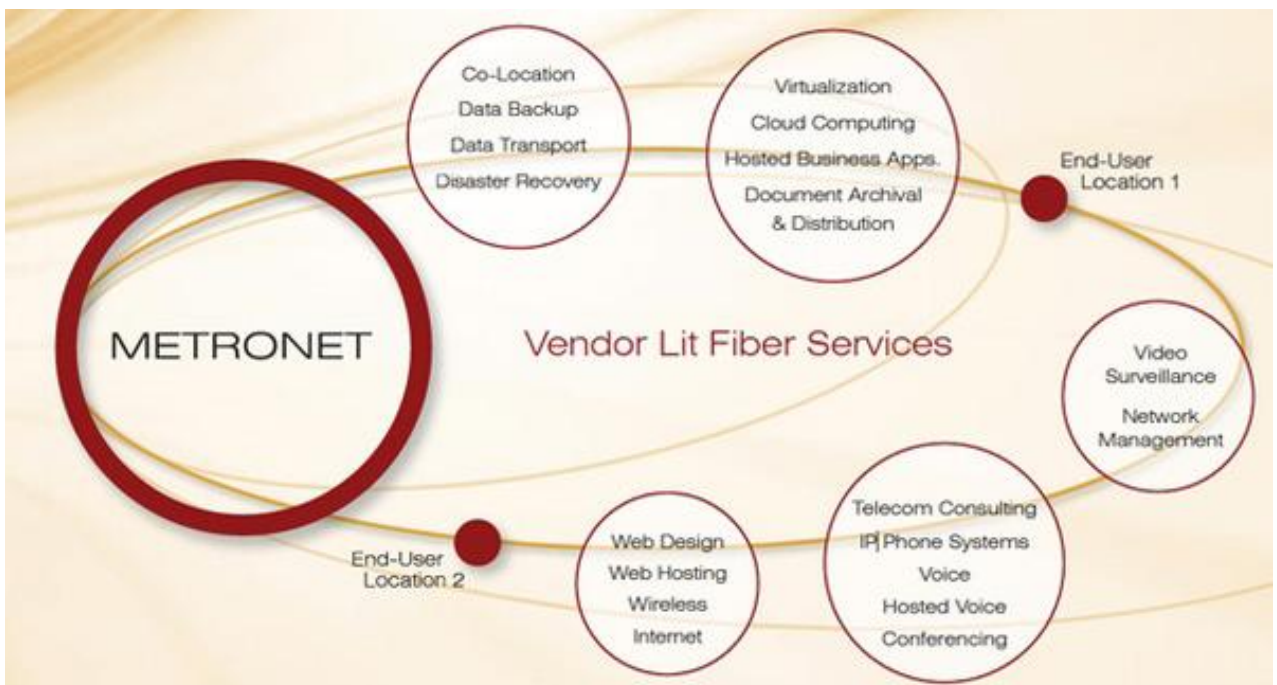 Co-Location
Data Backup
Data Transport
Disaster Recovery
Virtualization
Cloud Computing
Hosted Business Apps.
Document Archival
& Distribution
End-User
Location 1
METRONET
Vendor Lit Fiber Services
Video
Surveillance
Network
Management
Telecom Consulting
IP Phone Systems
Voice
Hosted Voice
Conferencing
Web Design
Web Hosting
Wireless
Internet
End-User
Location 2